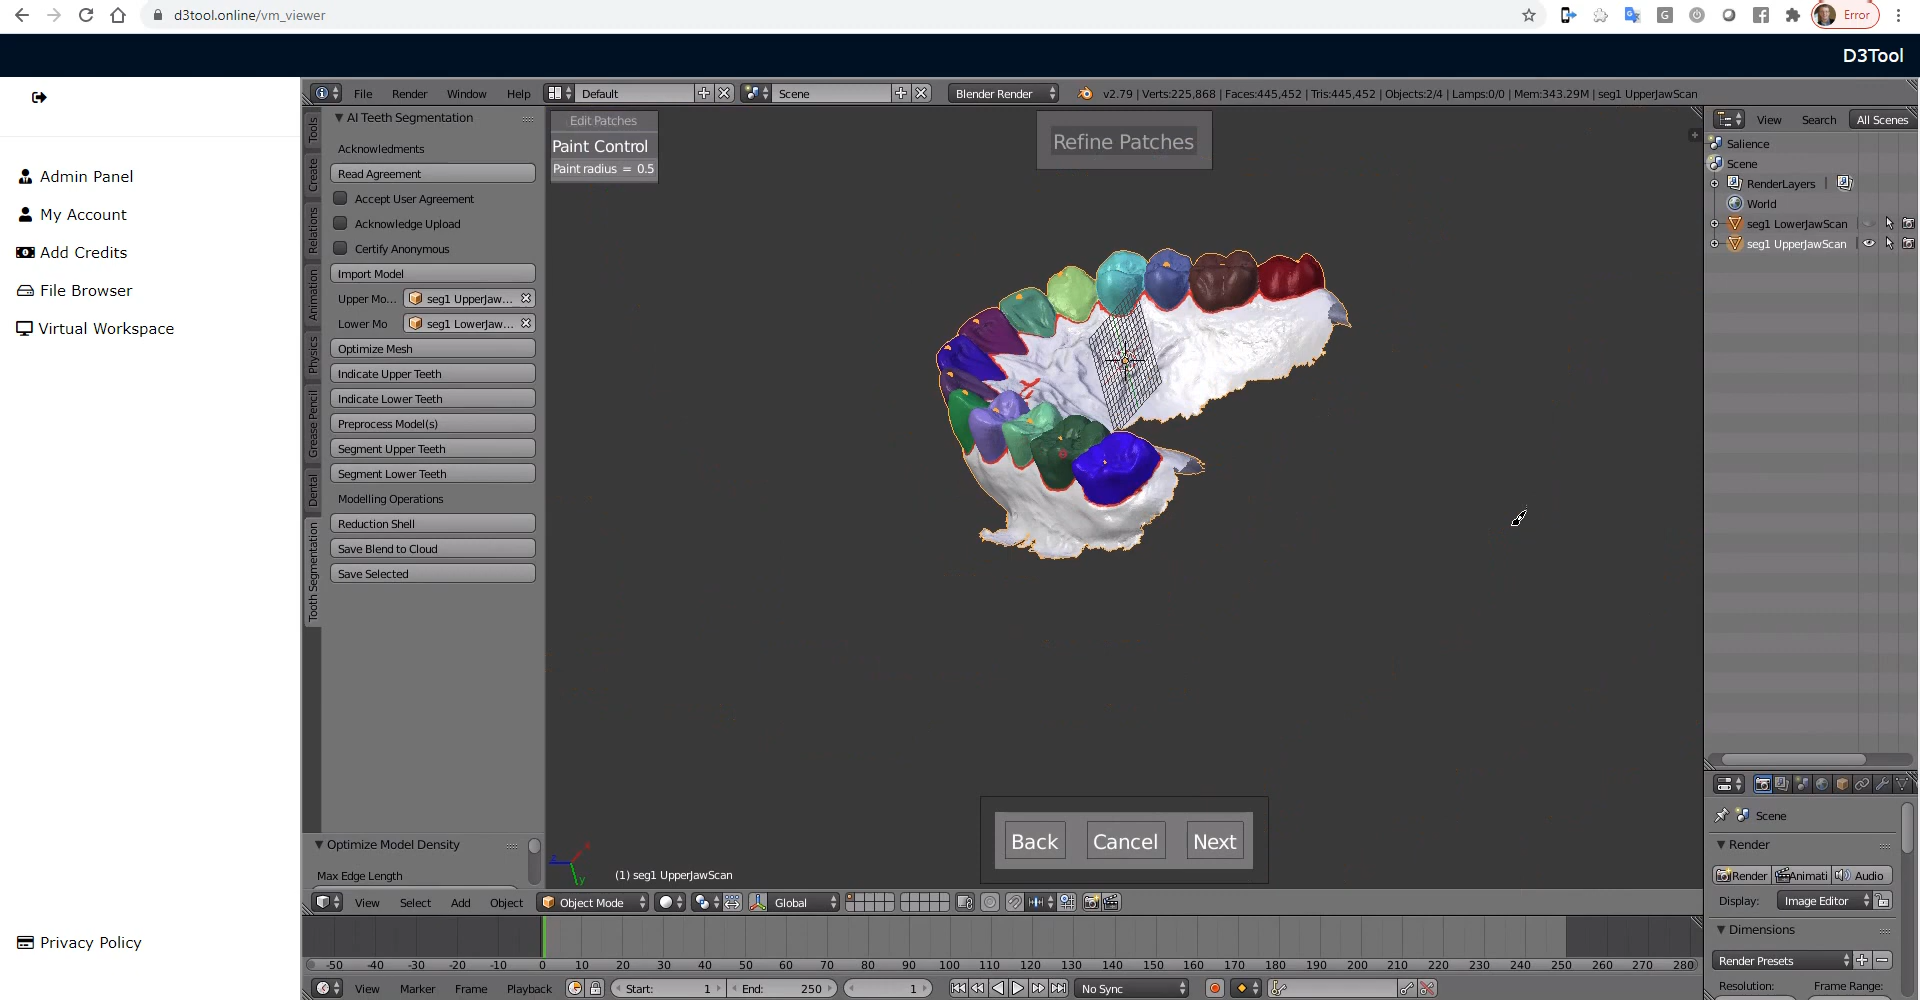 d3tool.online/vm_viewer
Error
D3Tool
Admin Panel
My Account
Add Credits
File Browser
Virtual Workspace
Privacy Policy
File Render Window Help Default Scene Blender Render v2.79 | Verts:225,868 | Faces:445,452 | Tris:445,452 | Objects:2/4 | Lamps:0/0 | Mem:343.29M | seg1 UpperJawScan
Tools
Create
Relations
Animation
Physics
Grease Pencil
Dental
Tooth Segmentation
AI Teeth Segmentation
Acknowledments
Read Agreement
Accept User Agreement
Acknowledge Upload
Certify Anonymous
Import Model
Upper Mo... seg1 UpperJaw...
Lower Mo seg1 LowerJaw...
Optimize Mesh
Indicate Upper Teeth
Indicate Lower Teeth
Preprocess Model(s)
Segment Upper Teeth
Segment Lower Teeth
Modelling Operations
Reduction Shell
Save Blend to Cloud
Save Selected
Optimize Model Density
Max Edge Length
Edit Patches
Paint Control
Paint radius = 0.5
Refine Patches
Back Cancel Next
(1) seg1 UpperJawScan
View Select Add Object Object Mode Global
-50 -40 -30 -20 -10 0 10 20 30 40 50 60 70 80 90 100 110 120 130 140 150 160 170 180 190 200 210 220 230 240 250 260 270 280
View Marker Frame Playback Start: 1 End: 250 1 No Sync
View Search All Scenes
Salience
Scene
RenderLayers
World
seg1 LowerJawScan
seg1 UpperJawScan
Scene
Render
Render Animati Audio
Display: Image Editor
Dimensions
Render Presets
Resolution: Frame Range: